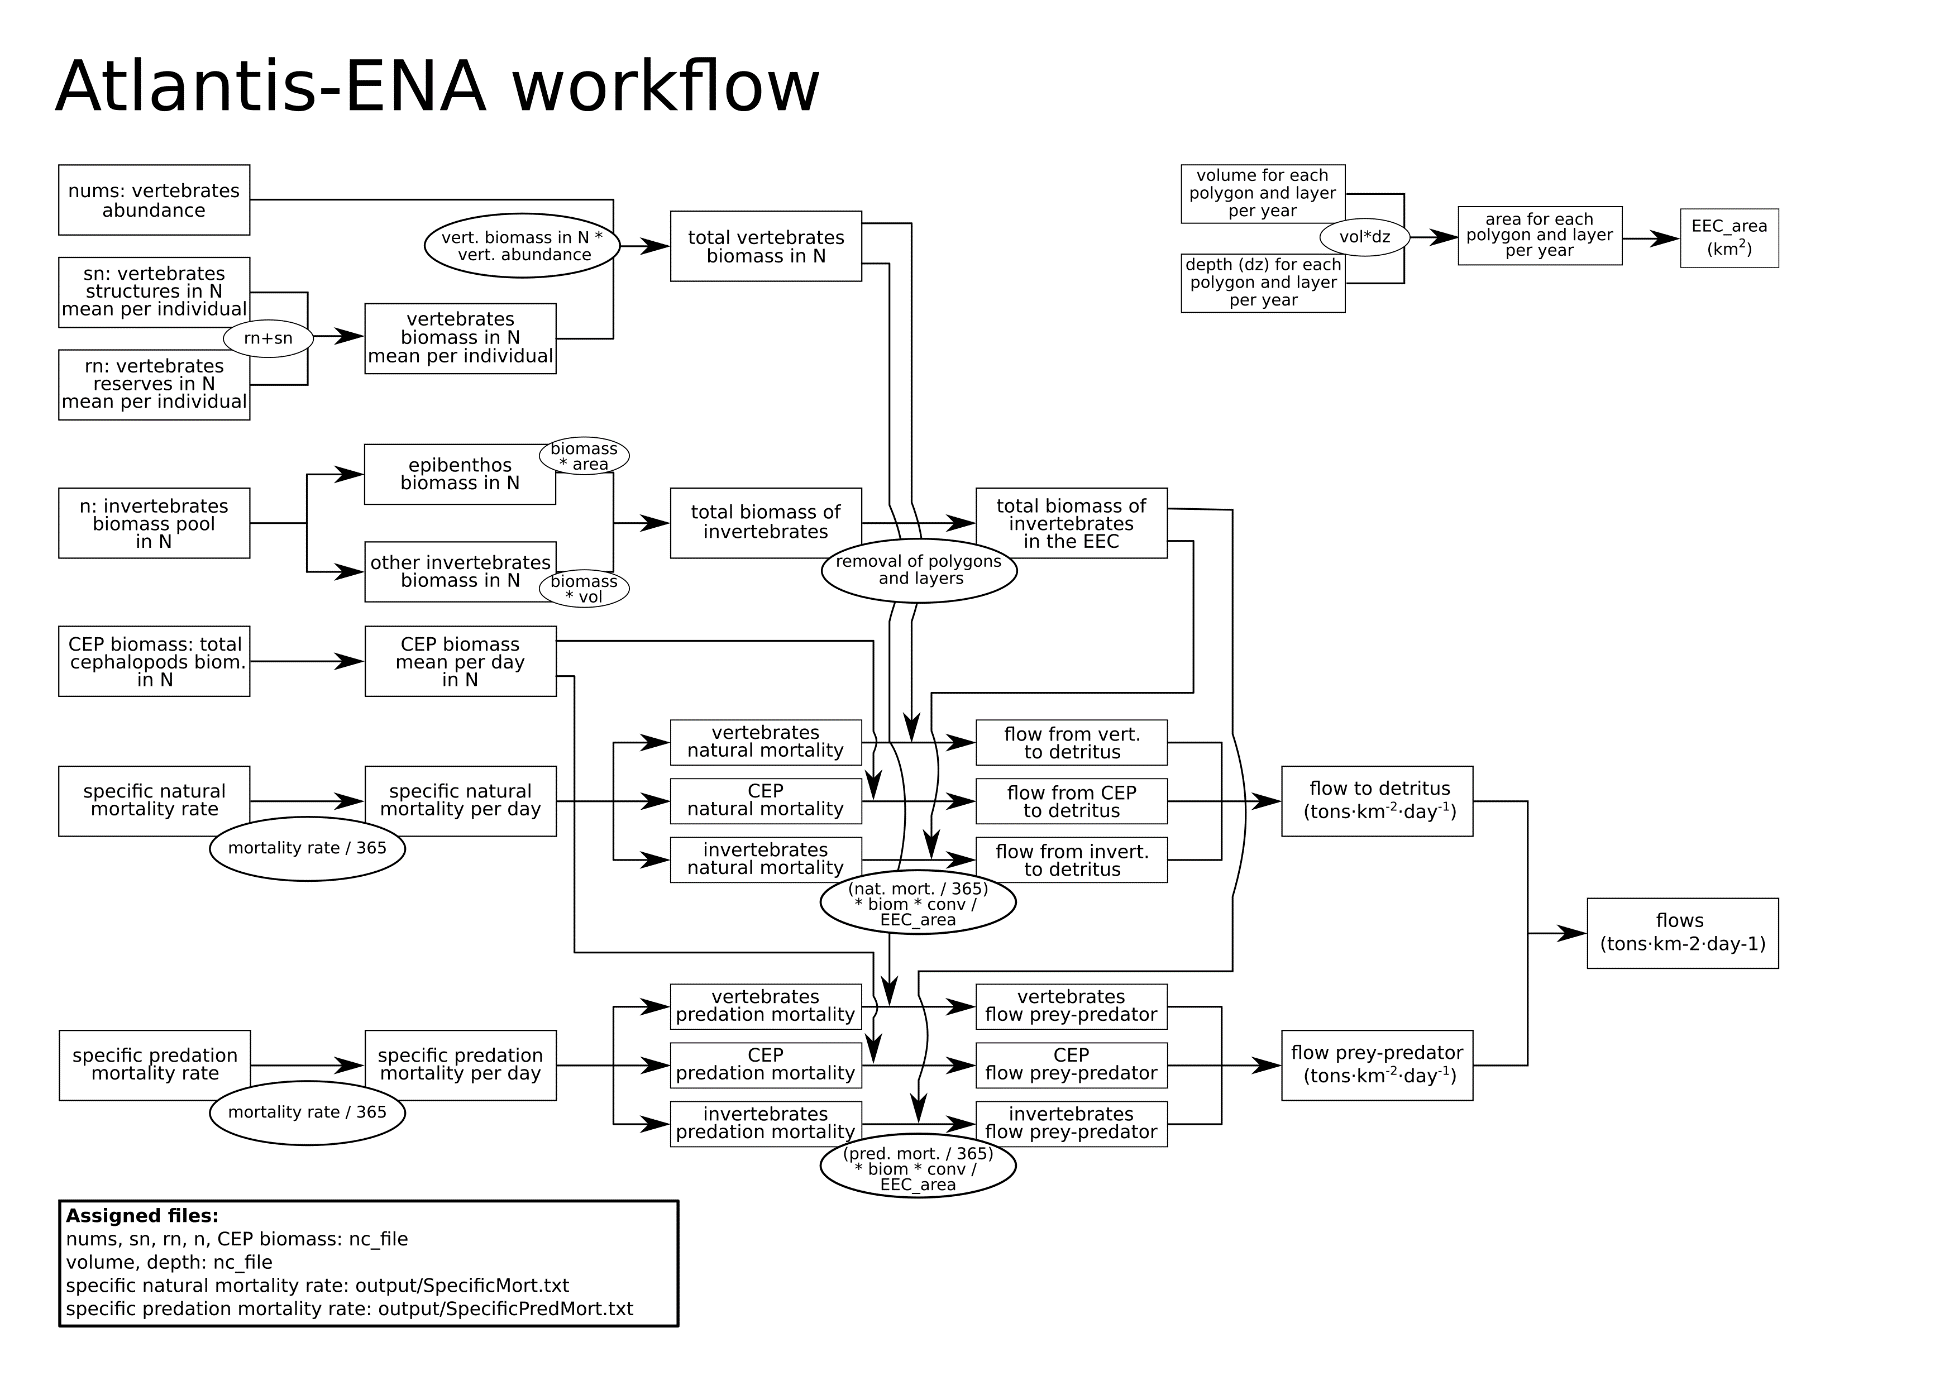 Atlantis-ENA workflow
nums: vertebrates
abundance
sn: vertebrates
structures in N
mean per individual
rn+sn
rn: vertebrates
reserves in N
mean per individual
vert. biomass in N *
vert. abundance
vertebrates
biomass in N
mean per individual
total vertebrates
biomass in N
volume for each
polygon and layer
per year
vol*dz
depth (dz) for each
polygon and layer
per year
area for each
polygon and layer
per year
EEC_area
(km²)
n: invertebrates
biomass pool
in N
epibenthos
biomass in N
biomass
* area
other invertebrates
biomass in N
biomass
* vol
total biomass of
invertebrates
removal of polygons
and layers
total biomass of
invertebrates
in the EEC
CEP biomass: total
cephalopods biom.
in N
CEP biomass
mean per day
in N
specific natural
mortality rate
mortality rate / 365
specific natural
mortality per day
vertebrates
natural mortality
CEP
natural mortality
invertebrates
natural mortality
(nat. mort. / 365)
* biom * conv /
EEC_area
flow from vert.
to detritus
flow from CEP
to detritus
flow from invert.
to detritus
flow to detritus
(tons·km⁻²·day⁻¹)
flows
(tons·km-2·day-1)
specific predation
mortality rate
mortality rate / 365
specific predation
mortality per day
vertebrates
predation mortality
CEP
predation mortality
invertebrates
predation mortality
(pred. mort. / 365)
* biom * conv /
EEC_area
vertebrates
flow prey-predator
CEP
flow prey-predator
invertebrates
flow prey-predator
flow prey-predator
(tons·km⁻²·day⁻¹)
Assigned files:
nums, sn, rn, n, CEP biomass: nc_file
volume, depth: nc_file
specific natural mortality rate: output/SpecificMort.txt
specific predation mortality rate: output/SpecificPredMort.txt